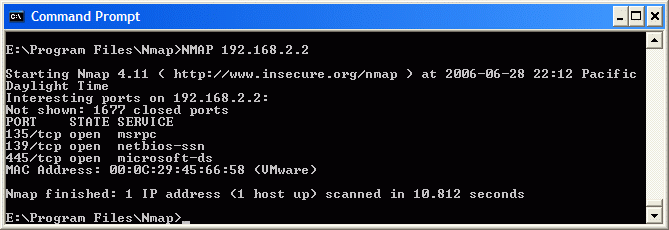 Command Prompt
E:\Program Files\Nmap>NMAP 192.168.2.2
Starting Nmap 4.11 ( http://www.insecure.org/nmap ) at 2006-06-28 22:12 Pacific
Daylight Time
Interesting ports on 192.168.2.2:
Not shown: 1677 closed ports
PORT    STATE SERVICE
135/tcp open  msrpc
139/tcp open  netbios-ssn
445/tcp open  microsoft-ds
MAC Address: 00:0C:29:45:66:58 (VMware)
Nmap finished: 1 IP address (1 host up) scanned in 10.812 seconds
E:\Program Files\Nmap>_